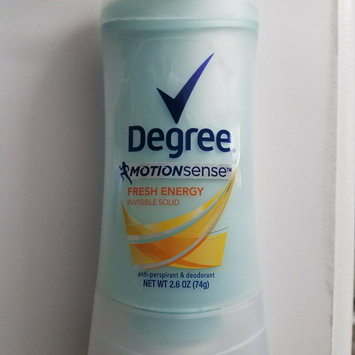 Degree
MOTIONsense™
FRESH ENERGY
INVISIBLE SOLID
anti-perspirant & deodorant
NET WT 2.6 OZ (74g)